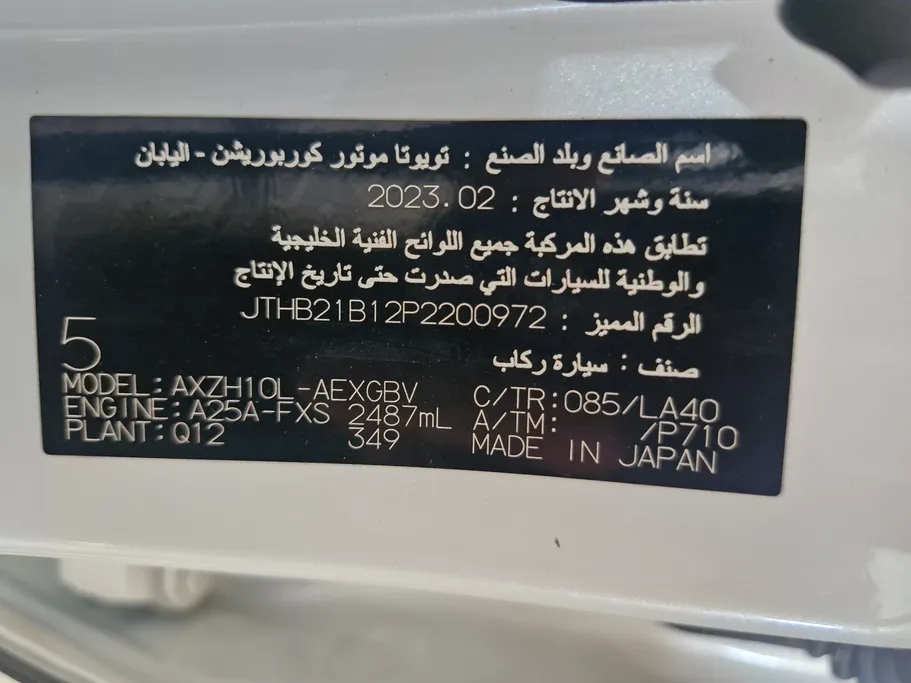 اسم الصانع وبلد الصنع : تويوتا موتور كوربوريشن - اليابان
سنة وشهر الانتاج : 2023.02
تطابق هذه المركبة جميع اللوائح الفنية الخليجية
والوطنية للسيارات التي صدرت حتى تاريخ الإنتاج
الرقم المميز : JTHB21B12P2200972
صنف : سيارة ركاب
5
MODEL: AXZH10L-AEXGBV C/TR: 085/LA40
ENGINE: A25A-FXS 2487mL A/TM: /P710
PLANT: Q12 349 MADE IN JAPAN